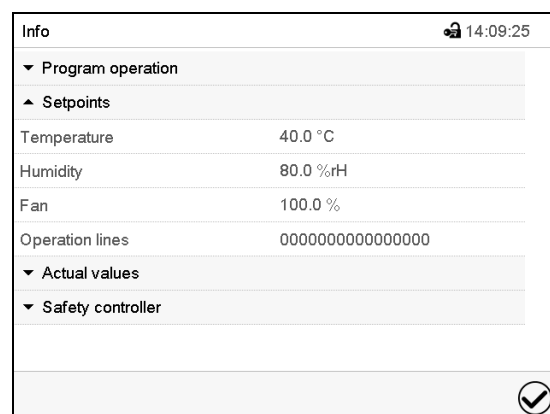 Info 14:09:25
Program operation
Setpoints
Temperature 40.0 °C
Humidity 80.0 %rH
Fan 100.0 %
Operation lines 0000000000000000
Actual values
Safety controller